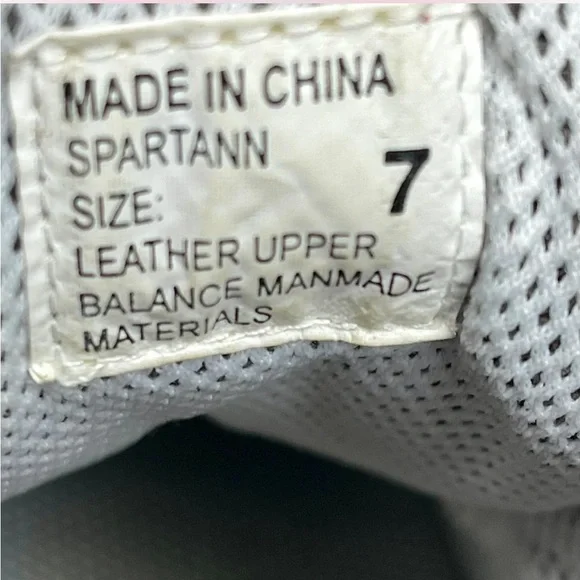 MADE IN CHINA
SPARTANN
SIZE: 7
LEATHER UPPER
BALANCE MANMADE
MATERIALS